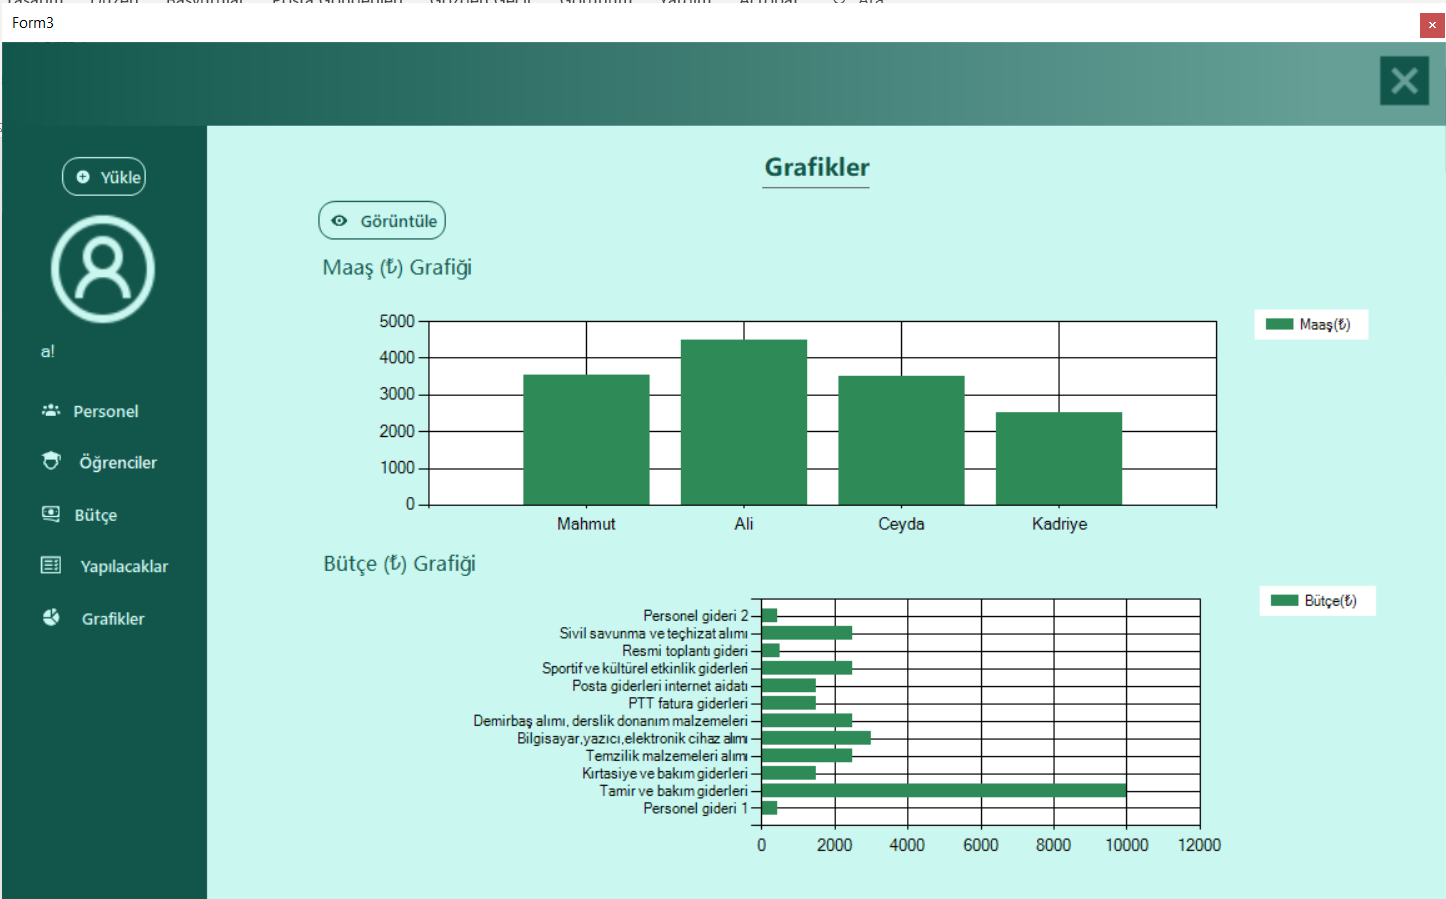 Form3
Yükle
a!
Personel
Öğrenciler
Bütçe
Yapılacaklar
Grafikler
Grafikler
Görüntüle
Maaş (₺) Grafiği
5000
4000
3000
2000
1000
0
Mahmut Ali Ceyda Kadriye
Maaş(₺)
Bütçe (₺) Grafiği
Bütçe(₺)
Personel gideri 2
Sivil savunma ve teçhizat alımı
Resmi toplantı gideri
Sportif ve kültürel etkinlik giderleri
Posta giderleri internet aidatı
PTT fatura giderleri
Demirbaş alımı, derslik donanım malzemeleri
Bilgisayar,yazıcı,elektronik cihaz alımı
Temzilik malzemeleri alımı
Kırtasiye ve bakım giderleri
Tamir ve bakım giderleri
Personel gideri 1
0 2000 4000 6000 8000 10000 12000